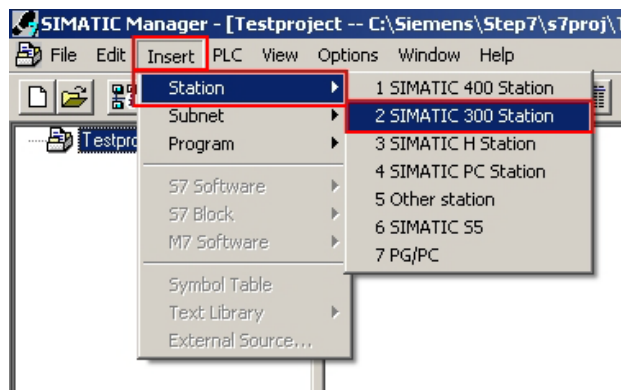 SIMATIC Manager - [Testproject -- C:\Siemens\Step7\s7proj\
File Edit Insert PLC View Options Window Help
Station
Subnet
Program
S7 Software
S7 Block
M7 Software
Symbol Table
Text Library
External Source...
1 SIMATIC 400 Station
2 SIMATIC 300 Station
3 SIMATIC H Station
4 SIMATIC PC Station
5 Other station
6 SIMATIC S5
7 PG/PC
Testpro